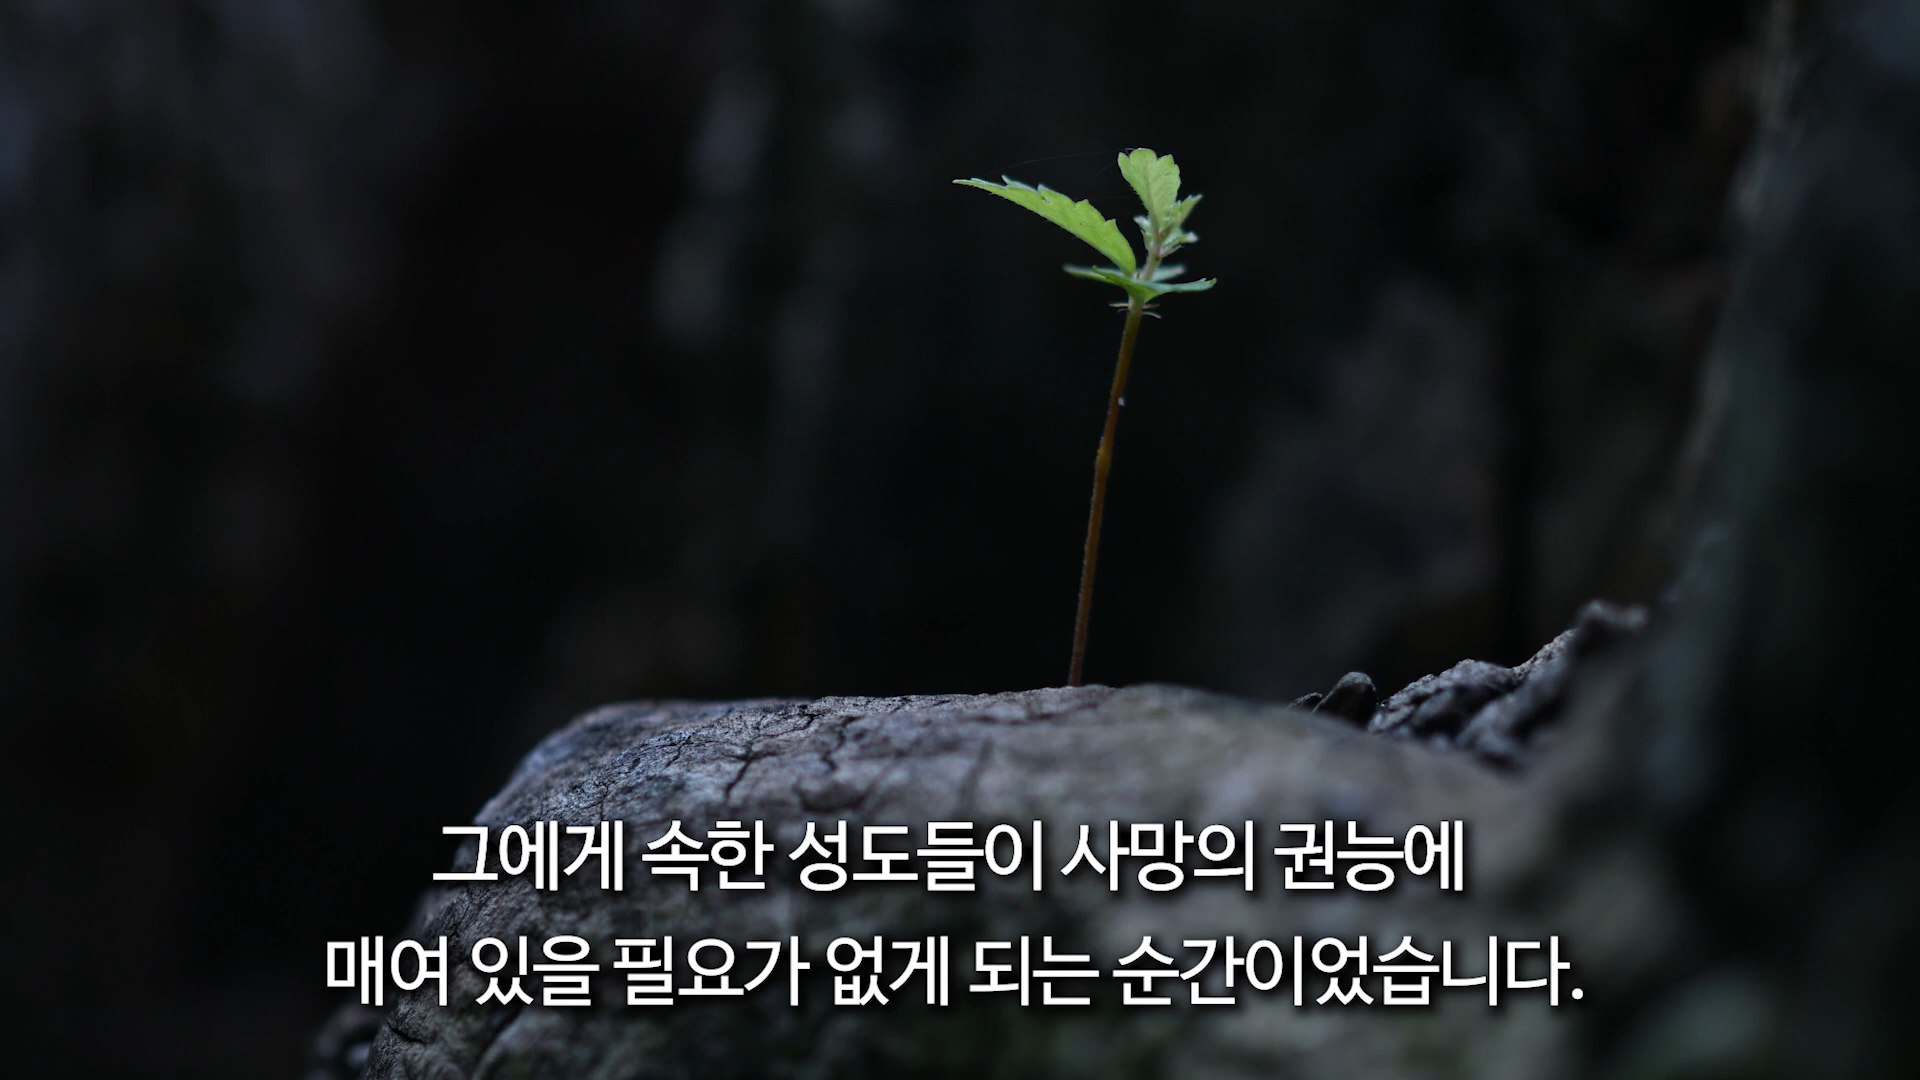 그에게 속한 성도들이 사망의 권능에
매여 있을 필요가 없게 되는 순간이었습니다.